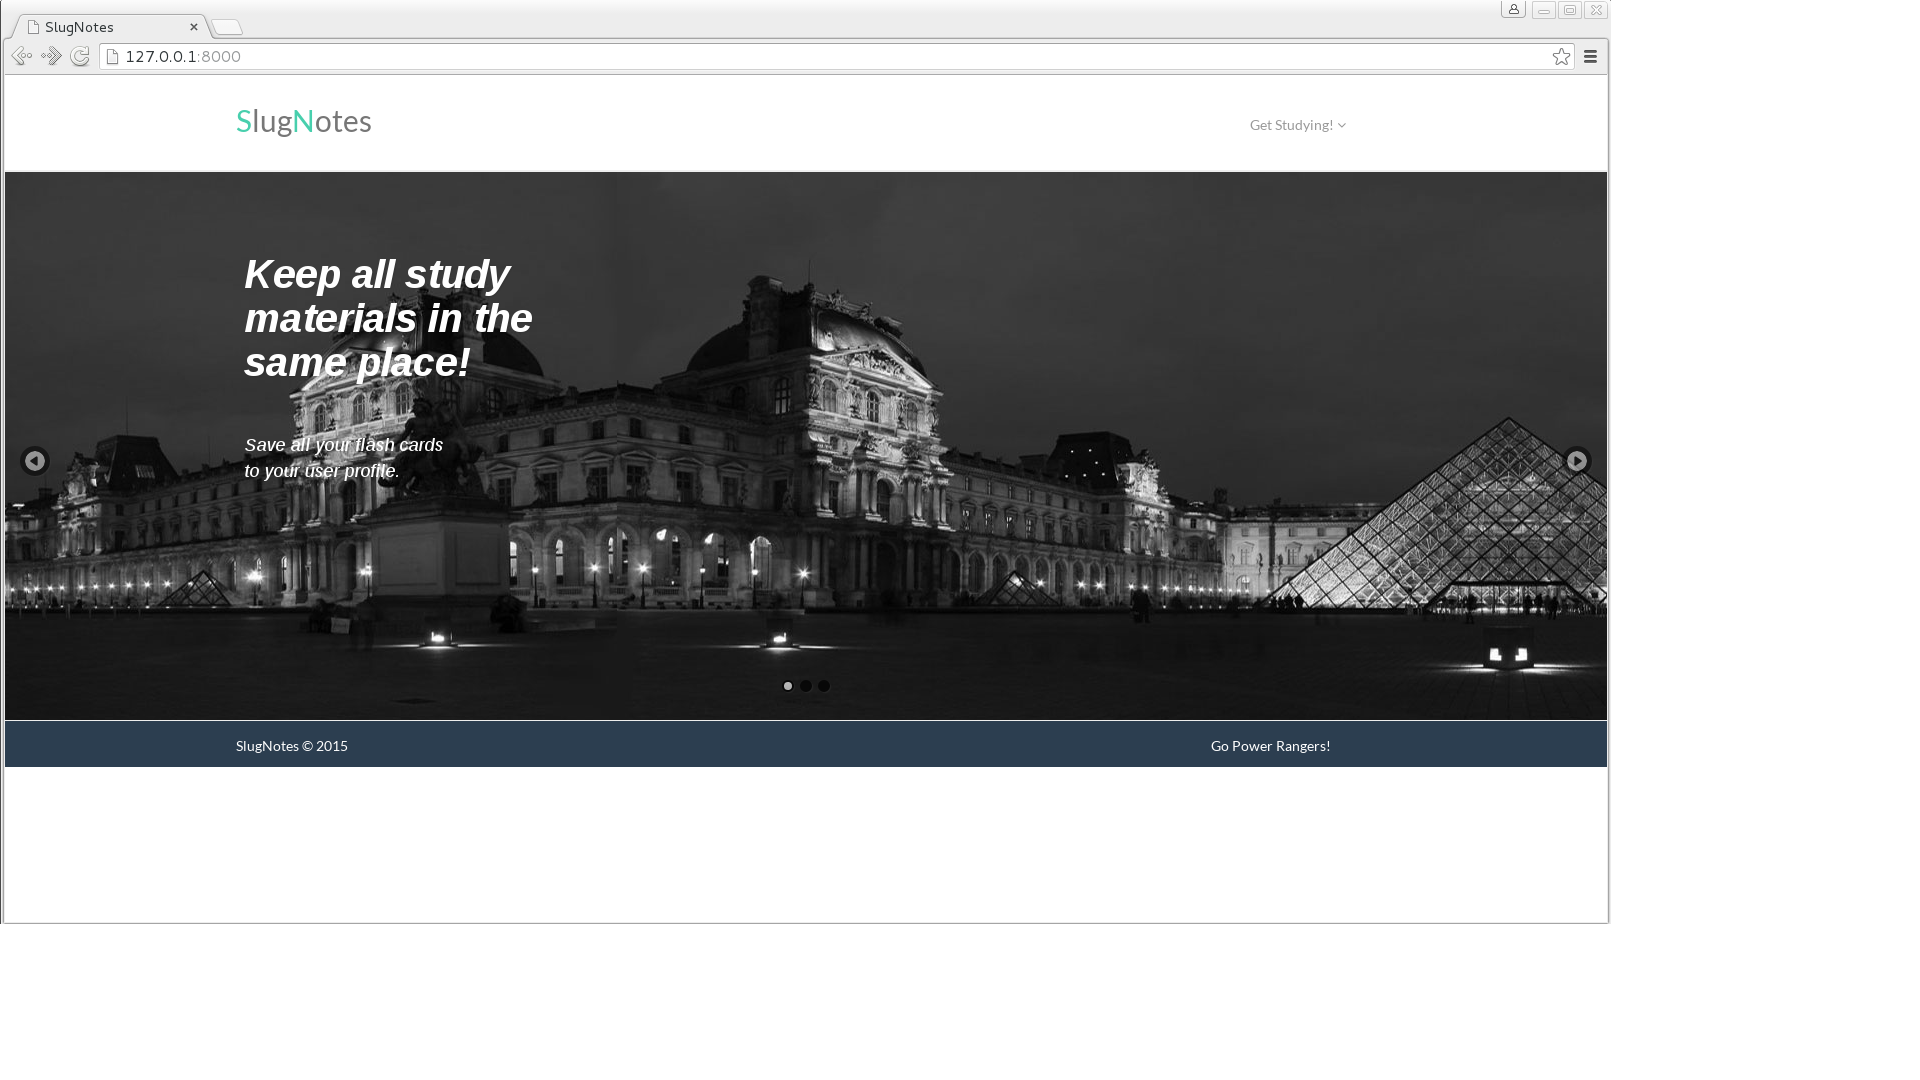 SlugNotes
127.0.0.1:8000
SlugNotes
Get Studying!
Keep all study
materials in the
same place!
Save all your flash cards
to your user profile.
SlugNotes © 2015
Go Power Rangers!